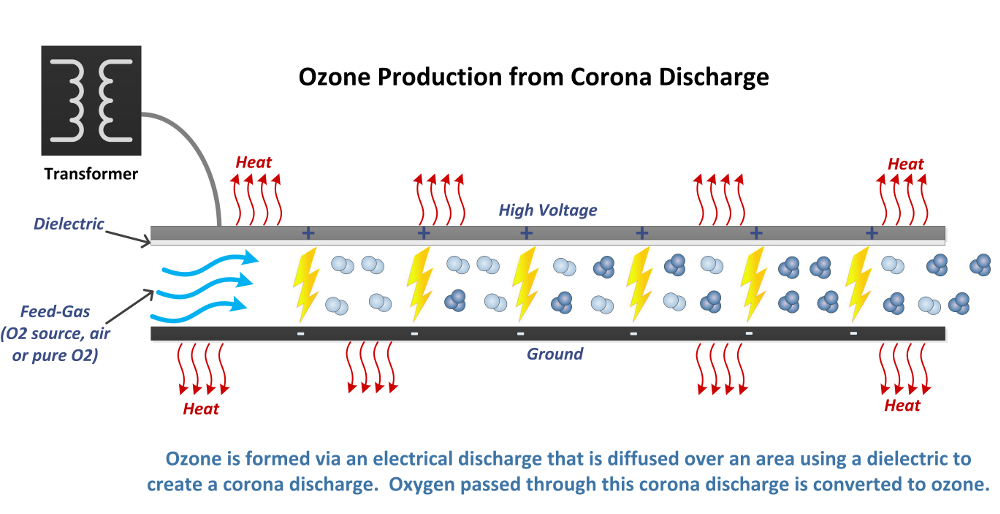 Ozone Production from Corona Discharge
Transformer
Heat
Heat
High Voltage
Dielectric
+ + + + + +
Feed-Gas
(O2 source, air
or pure O2)
- - - - - -
Ground
Heat
Heat
Ozone is formed via an electrical discharge that is diffused over an area using a dielectric to
create a corona discharge.  Oxygen passed through this corona discharge is converted to ozone.